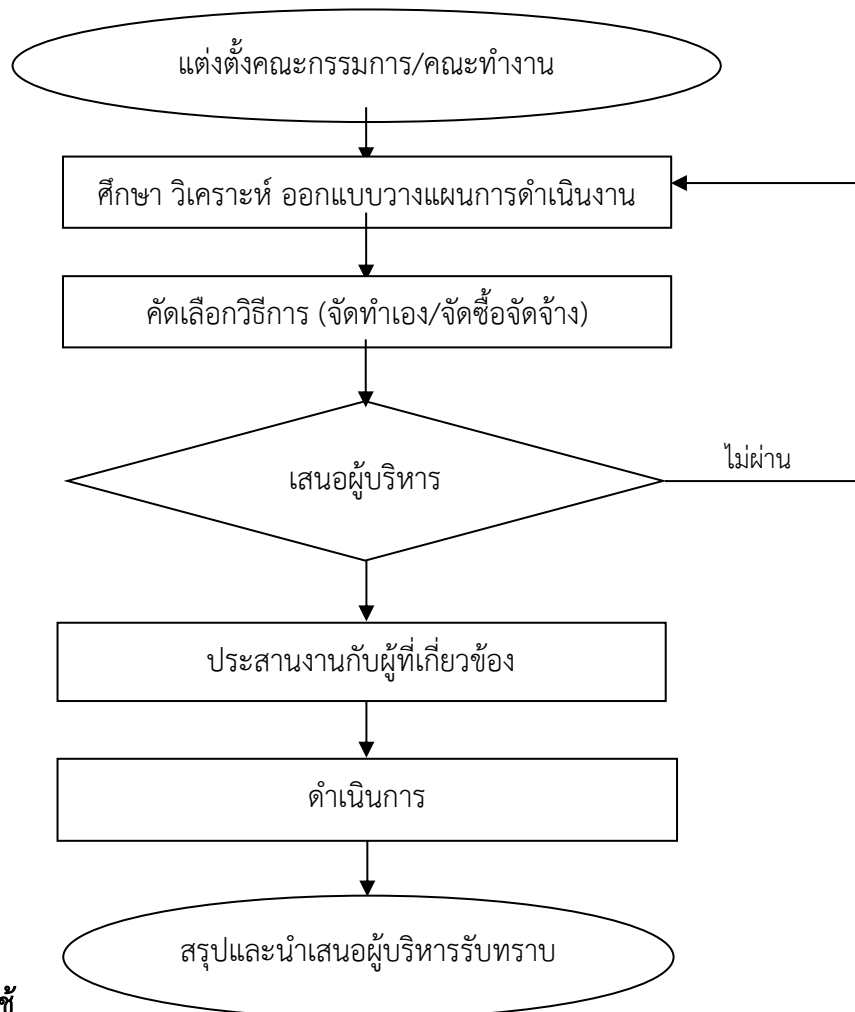 แต่งตั้งคณะกรรมการ/คณะทำงาน
ศึกษา วิเคราะห์ ออกแบบวางแผนการดำเนินงาน
คัดเลือกวิธีการ (จัดทำเอง/จัดซื้อจัดจ้าง)
เสนอผู้บริหาร
ไม่ผ่าน
ประสานงานกับผู้ที่เกี่ยวข้อง
ดำเนินการ
สรุปและนำเสนอผู้บริหารรับทราบ